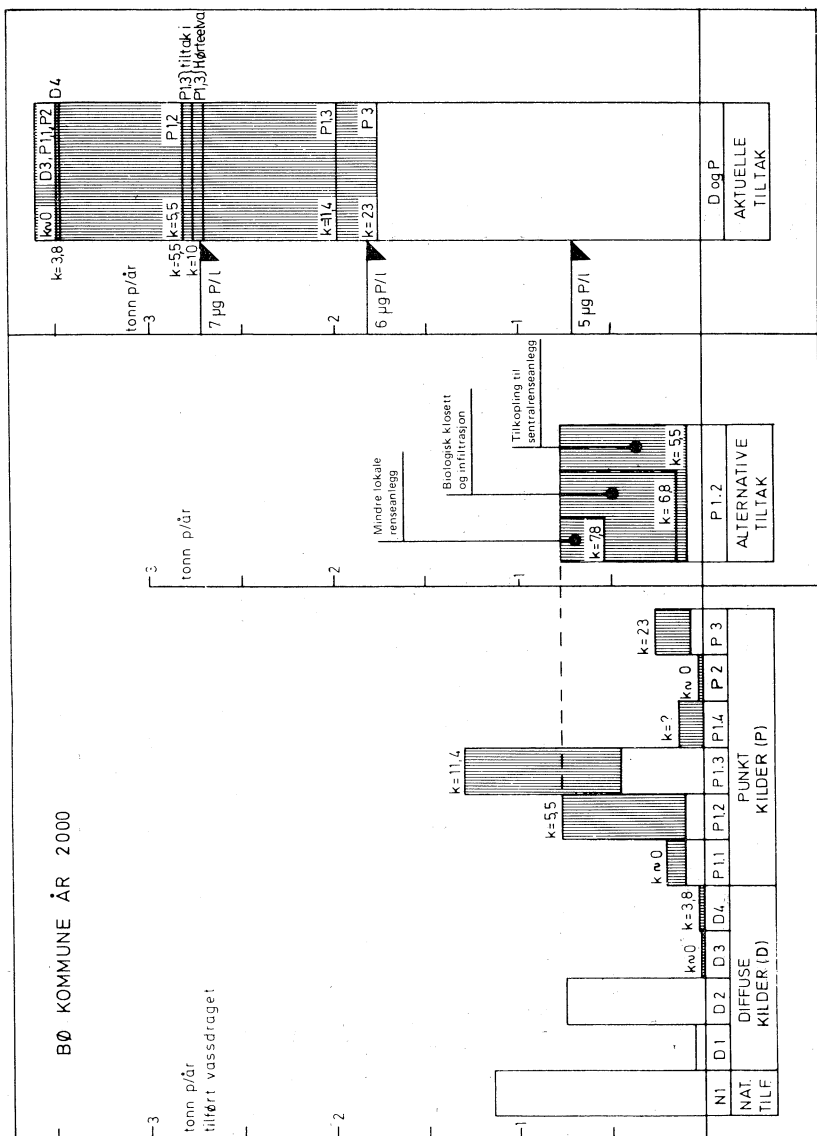 BØ KOMMUNE ÅR 2000
3
tonn p/år
tilført vassdraget
2
1
N1
D1
D2
D3
D4
P1.1
P1.2
P1.3
P1.4
P2
P3
NAT.
TILF.
DIFFUSE
KILDER (D)
PUNKT
KILDER (P)
k≈0
k=3,8
k≈0
k=5,5
k=11,4
k=?
k≈0
k=23
3
tonn p/år
2
1
Mindre lokale
renseanlegg
Biologisk klosett
og infiltrasjon
Tilkopling til
sentralrenseanlegg
k=7,8
k=6,8
k=5,5
P1.2
ALTERNATIVE
TILTAK
tonn p/år
3
2
1
k≈0 D3,P1.1,P2
k=3,8
D4
k=5,5 P1.2
k=5,5
k=10
P1,3} tiltak i
P1,3} Hørteelva
7 µg P/l
k=11,4 P1.3
6 µg P/l
k=23 P3
5 µg P/l
D og P
AKTUELLE
TILTAK